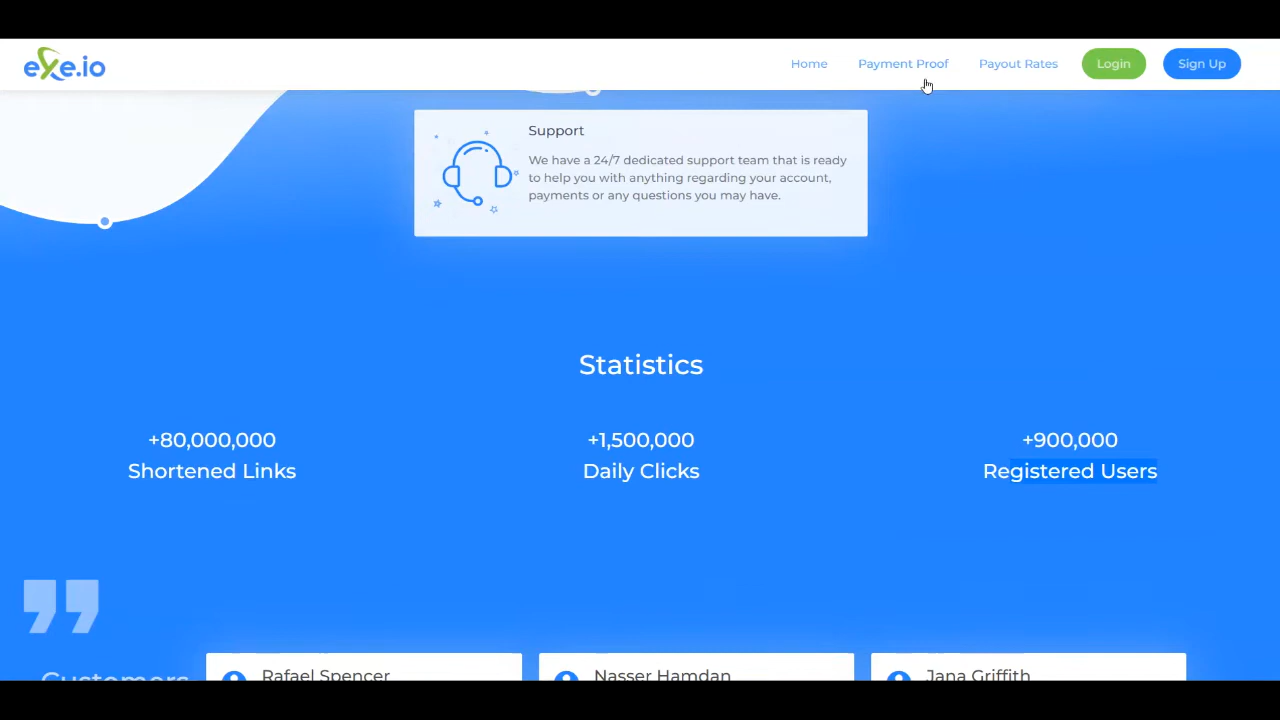 exe.io
Home
Payment Proof
Payout Rates
Login
Sign Up
Support
We have a 24/7 dedicated support team that is ready
to help you with anything regarding your account,
payments or any questions you may have.
Statistics
+80,000,000
Shortened Links
+1,500,000
Daily Clicks
+900,000
Registered Users
Customers
Rafael Spencer
Nasser Hamdan
Jana Griffith